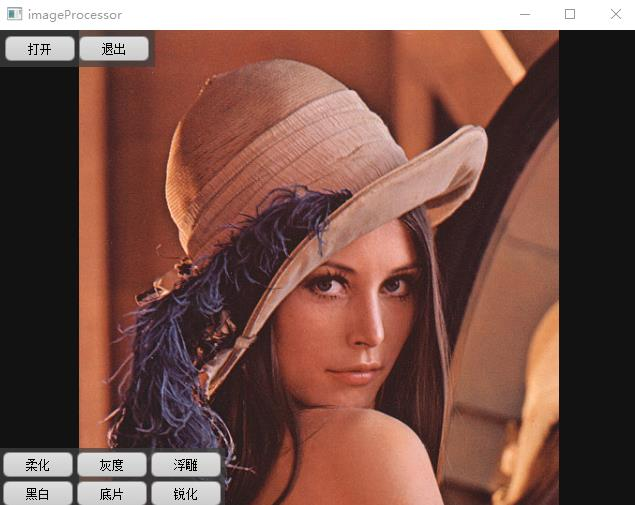 imageProcessor
打开 退出
柔化 灰度 浮雕
黑白 底片 锐化